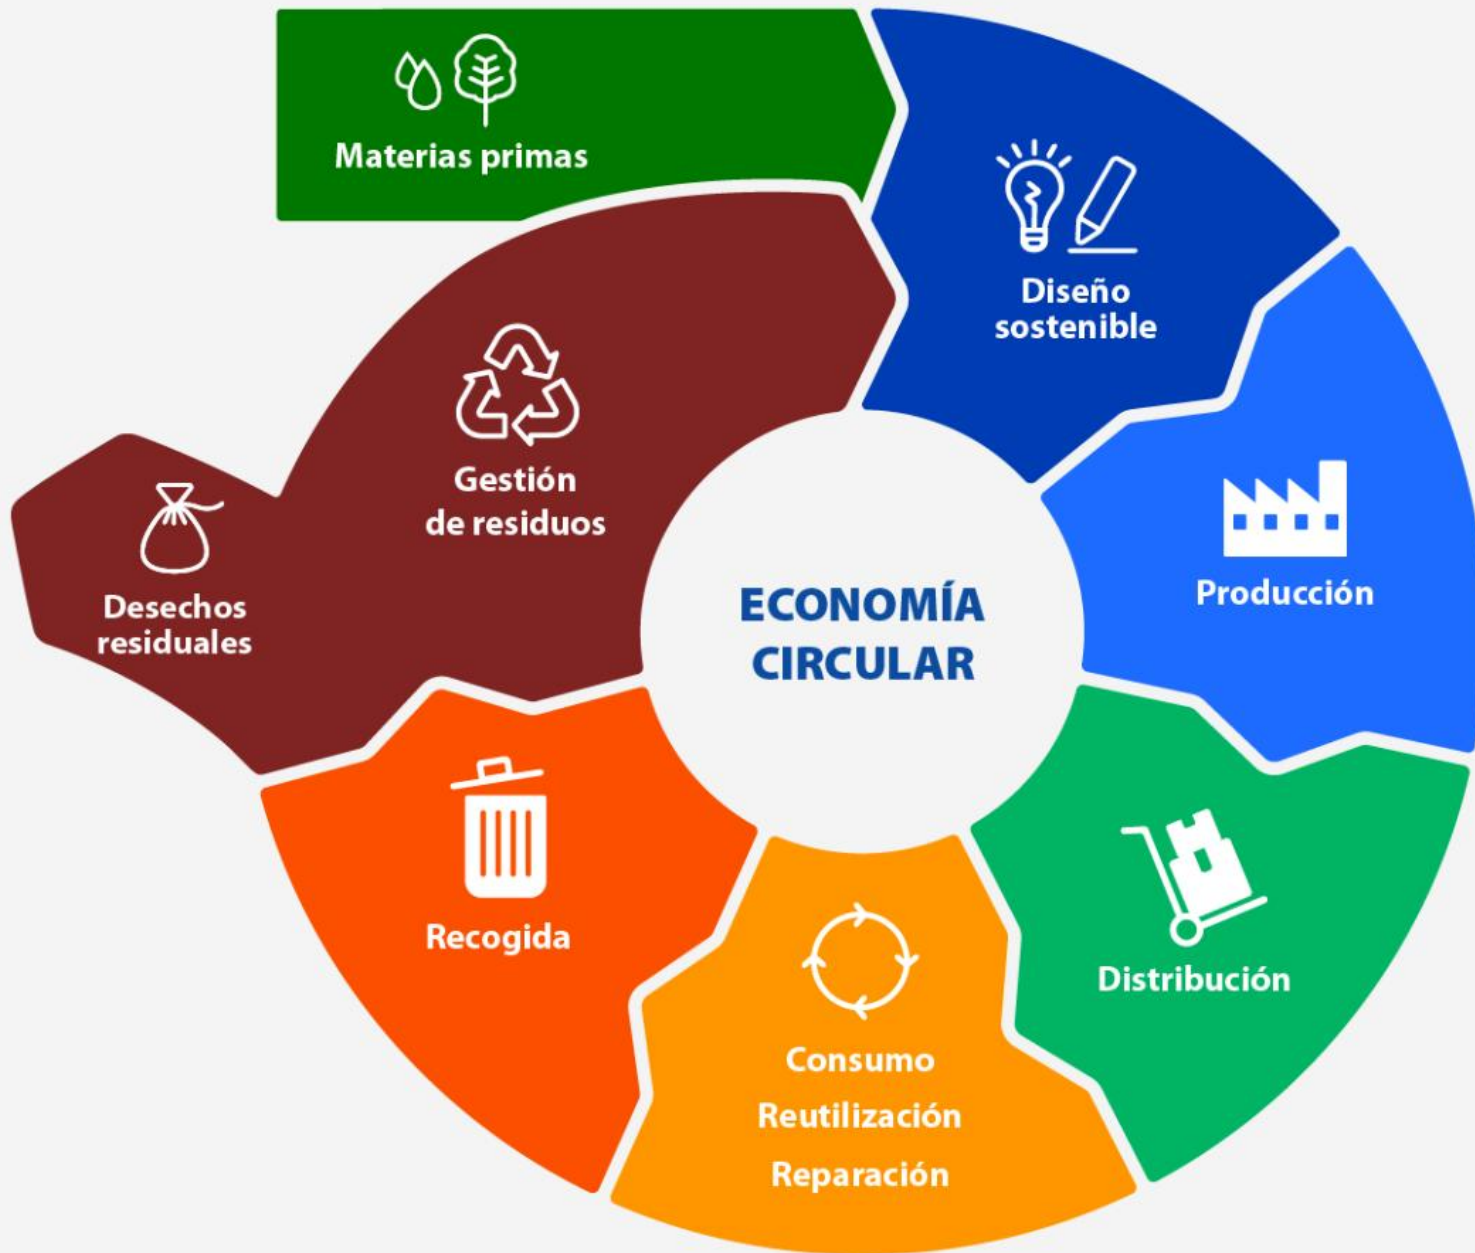 Materias primas
Diseño
sostenible
Producción
Distribución
Consumo
Reutilización
Reparación
Recogida
Gestión
de residuos
Desechos
residuales
ECONOMÍA
CIRCULAR